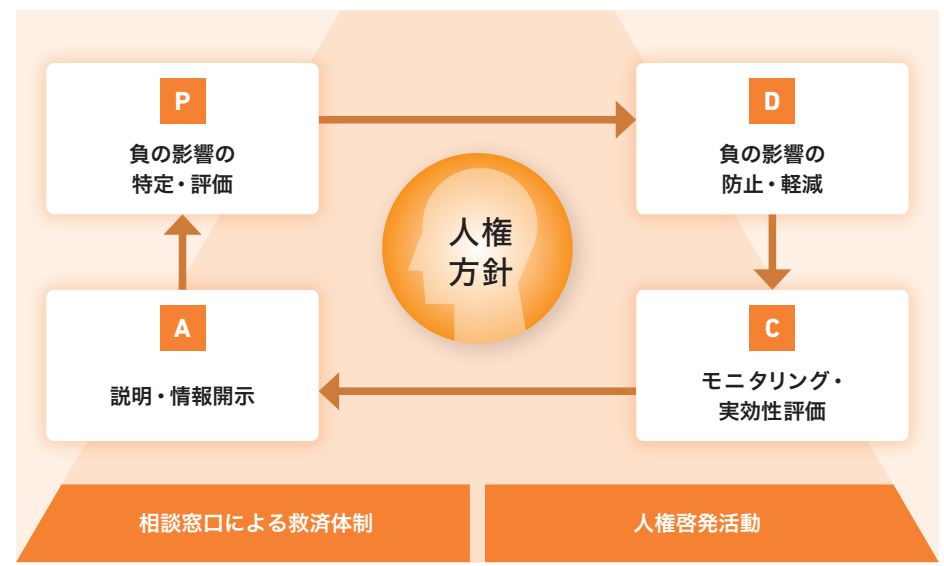 P
負の影響の
特定・評価
D
負の影響の
防止・軽減
人権
方針
A
説明・情報開示
C
モニタリング・
実効性評価
相談窓口による救済体制
人権啓発活動